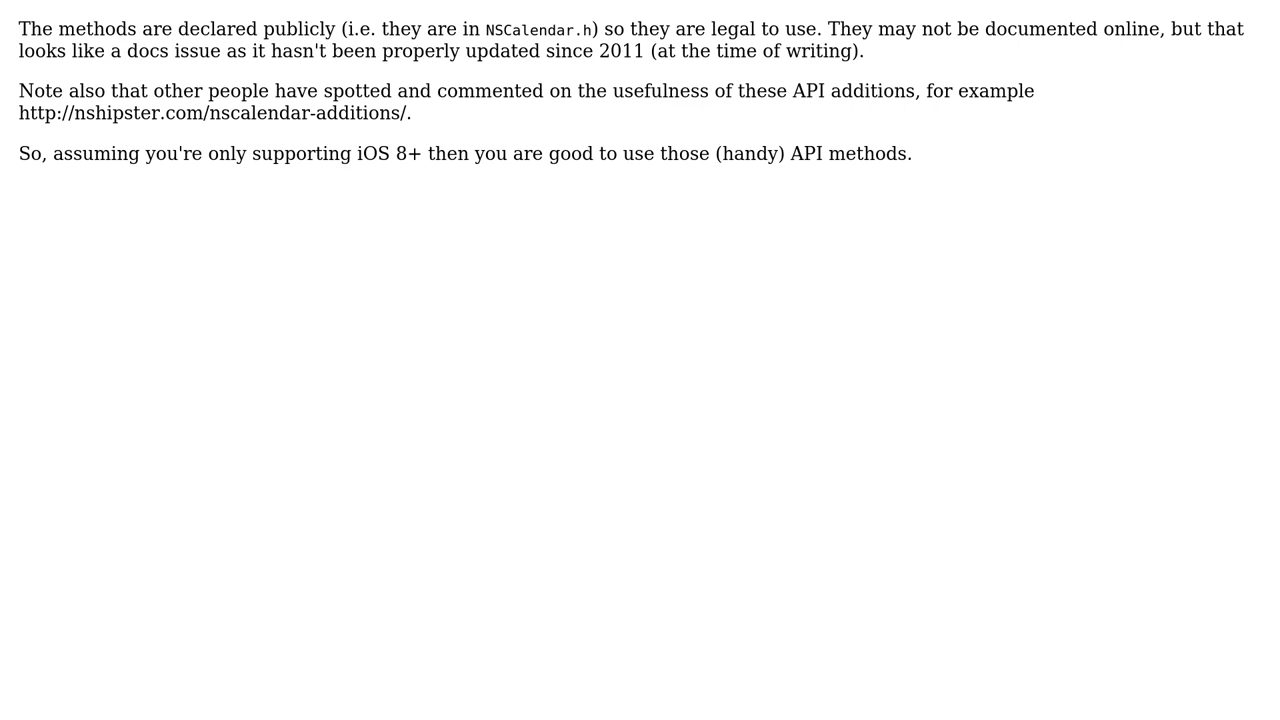 The methods are declared publicly (i.e. they are in NSCalendar.h) so they are legal to use. They may not be documented online, but that
looks like a docs issue as it hasn't been properly updated since 2011 (at the time of writing).
Note also that other people have spotted and commented on the usefulness of these API additions, for example
http://nshipster.com/nscalendar-additions/.
So, assuming you're only supporting iOS 8+ then you are good to use those (handy) API methods.